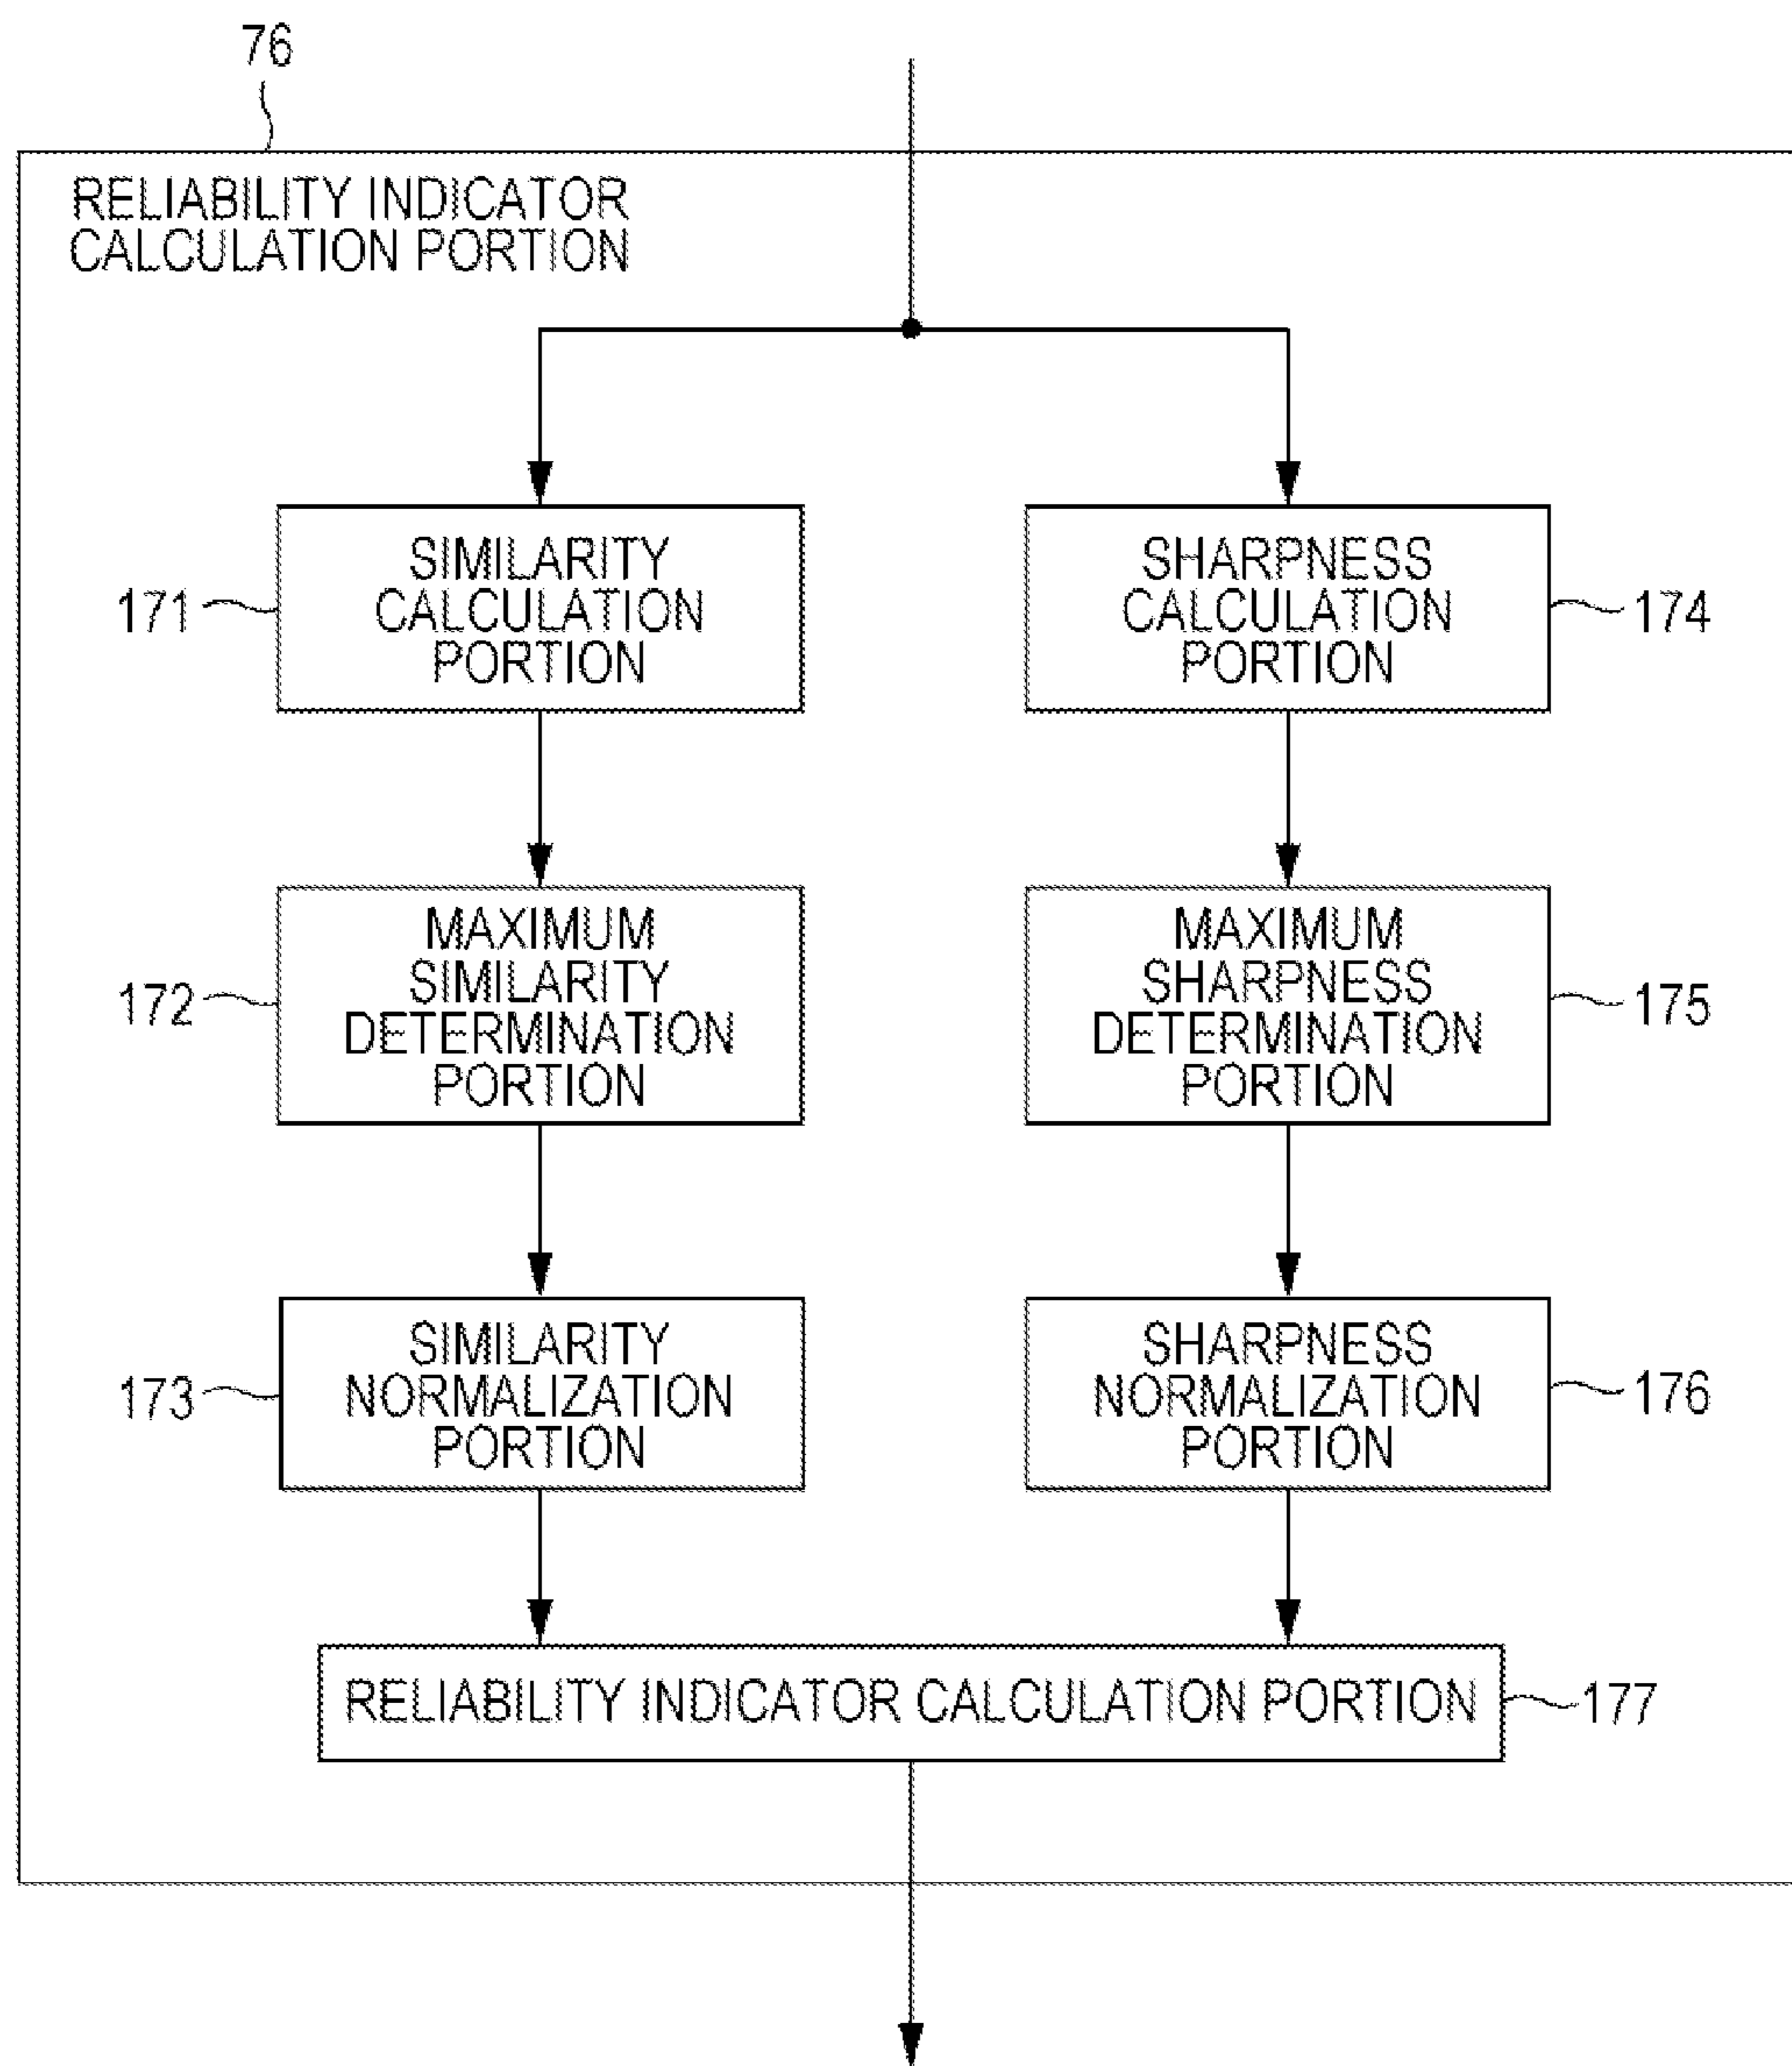 76
RELIABILITY INDICATOR
CALCULATION PORTION
SIMILARITY
CALCULATION
PORTION
171
SHARPNESS
CALCULATION
PORTION
174
MAXIMUM
SIMILARITY
DETERMINATION
PORTION
172
MAXIMUM
SHARPNESS
DETERMINATION
PORTION
175
SIMILARITY
NORMALIZATION
PORTION
173
SHARPNESS
NORMALIZATION
PORTION
176
RELIABILITY INDICATOR CALCULATION PORTION
177